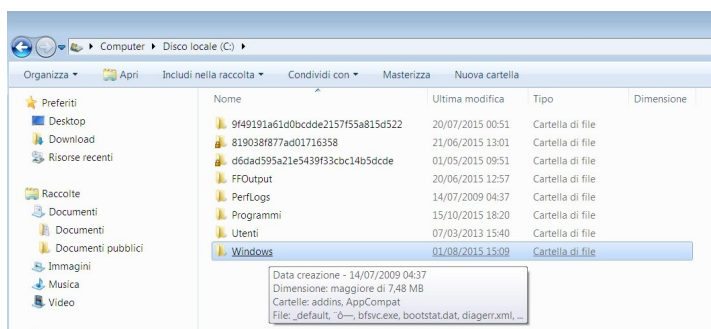 Computer ▸ Disco locale (C:) ▸
Organizza ▾ Apri Includi nella raccolta ▾ Condividi con ▾ Masterizza Nuova cartella
Preferiti
Desktop
Download
Risorse recenti
Raccolte
Documenti
Documenti
Documenti pubblici
Immagini
Musica
Video
Nome Ultima modifica Tipo Dimensione
9f49191a61d0bcdde2157f55a815d522 20/07/2015 00:51 Cartella di file
819038f877ad01716358 21/06/2015 13:01 Cartella di file
d6dad595a21e5439f33cbc14b5dcde 01/05/2015 09:51 Cartella di file
FFOutput 20/06/2015 12:57 Cartella di file
PerfLogs 14/07/2009 04:37 Cartella di file
Programmi 15/10/2015 18:20 Cartella di file
Utenti 07/03/2013 15:40 Cartella di file
Windows 01/08/2015 15:09 Cartella di file
Data creazione - 14/07/2009 04:37
Dimensione: maggiore di 7,48 MB
Cartelle: addins, AppCompat
File: _default, ¨ô—, bfsvc.exe, bootstat.dat, diagerr.xml, ...